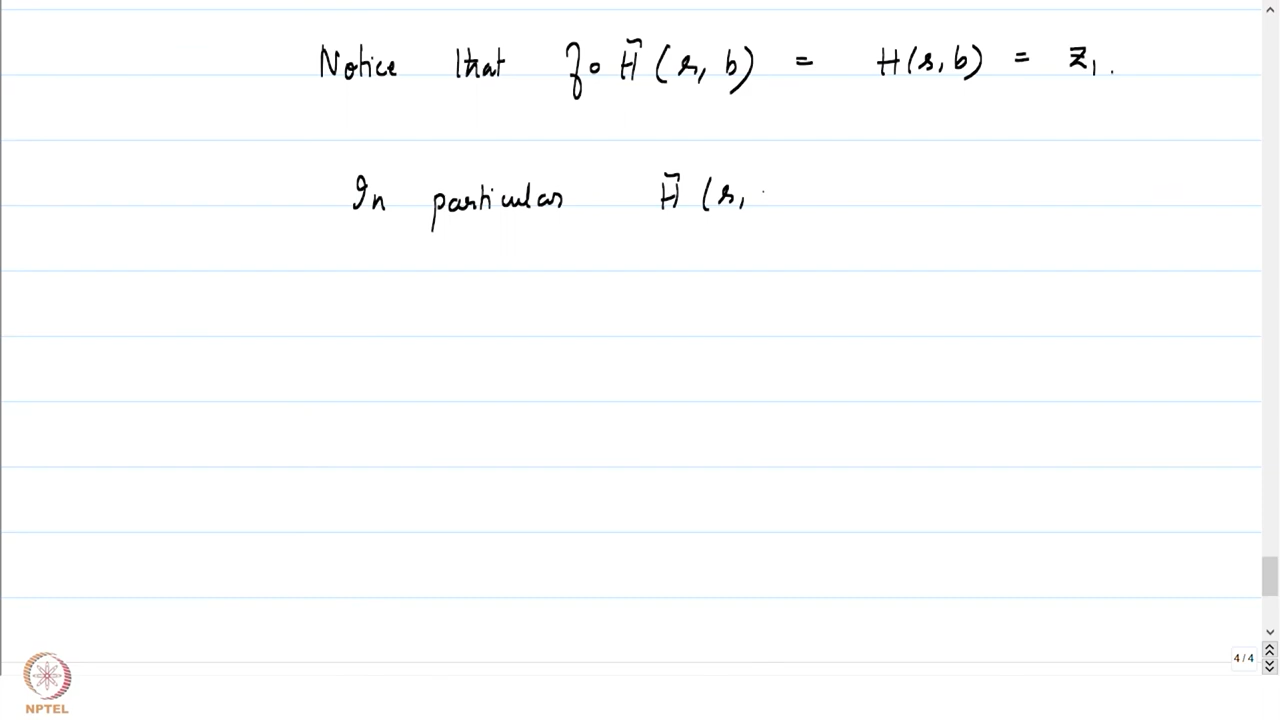 Notice that f∘H̃(s, b) = H(s, b) = z₁.
In particular H̃(s,
4 / 4
NPTEL